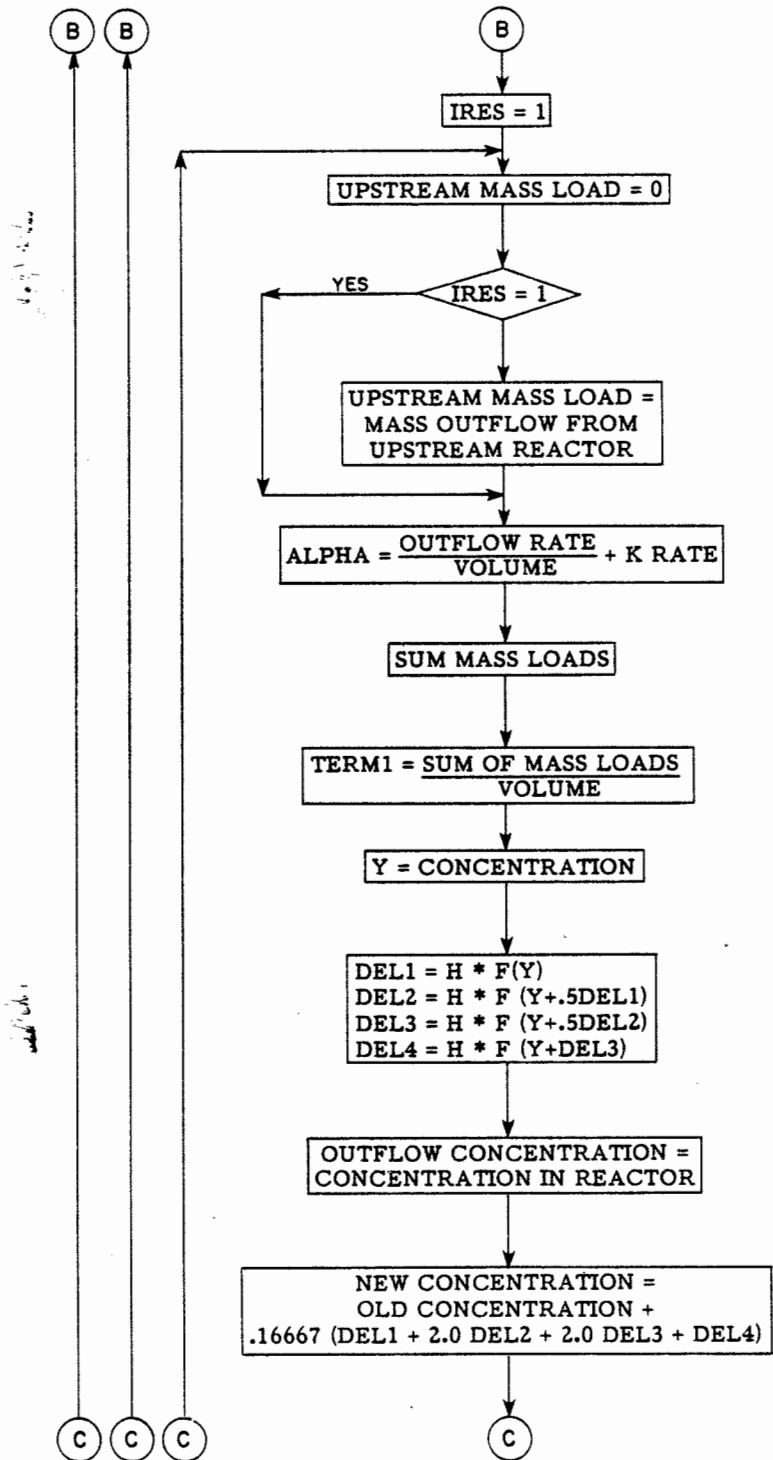 B B B
IRES = 1
UPSTREAM MASS LOAD = 0
YES
IRES = 1
UPSTREAM MASS LOAD =
MASS OUTFLOW FROM
UPSTREAM REACTOR
ALPHA = OUTFLOW RATE / VOLUME + K RATE
SUM MASS LOADS
TERM1 = SUM OF MASS LOADS / VOLUME
Y = CONCENTRATION
DEL1 = H * F(Y)
DEL2 = H * F (Y+.5DEL1)
DEL3 = H * F (Y+.5DEL2)
DEL4 = H * F (Y+DEL3)
OUTFLOW CONCENTRATION =
CONCENTRATION IN REACTOR
NEW CONCENTRATION =
OLD CONCENTRATION +
.16667 (DEL1 + 2.0 DEL2 + 2.0 DEL3 + DEL4)
C C C C